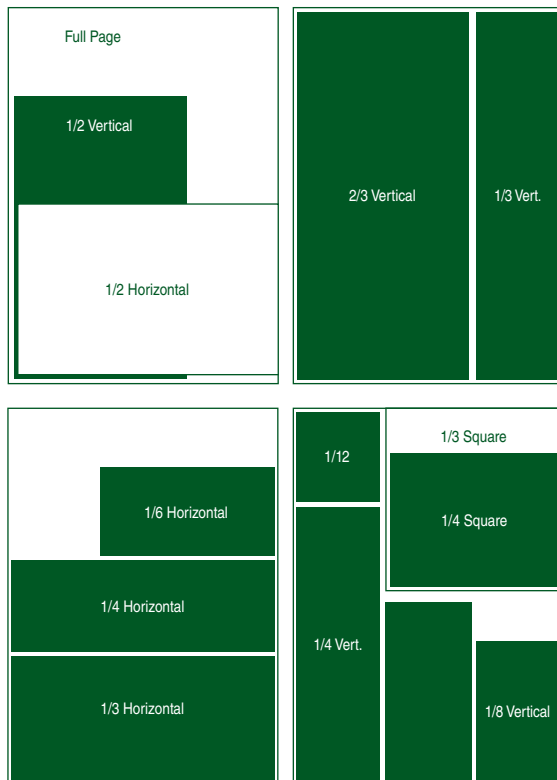 Full Page
1/2 Vertical
1/2 Horizontal
2/3 Vertical
1/3 Vert.
1/6 Horizontal
1/4 Horizontal
1/3 Horizontal
1/12
1/3 Square
1/4 Square
1/4 Vert.
1/8 Vertical